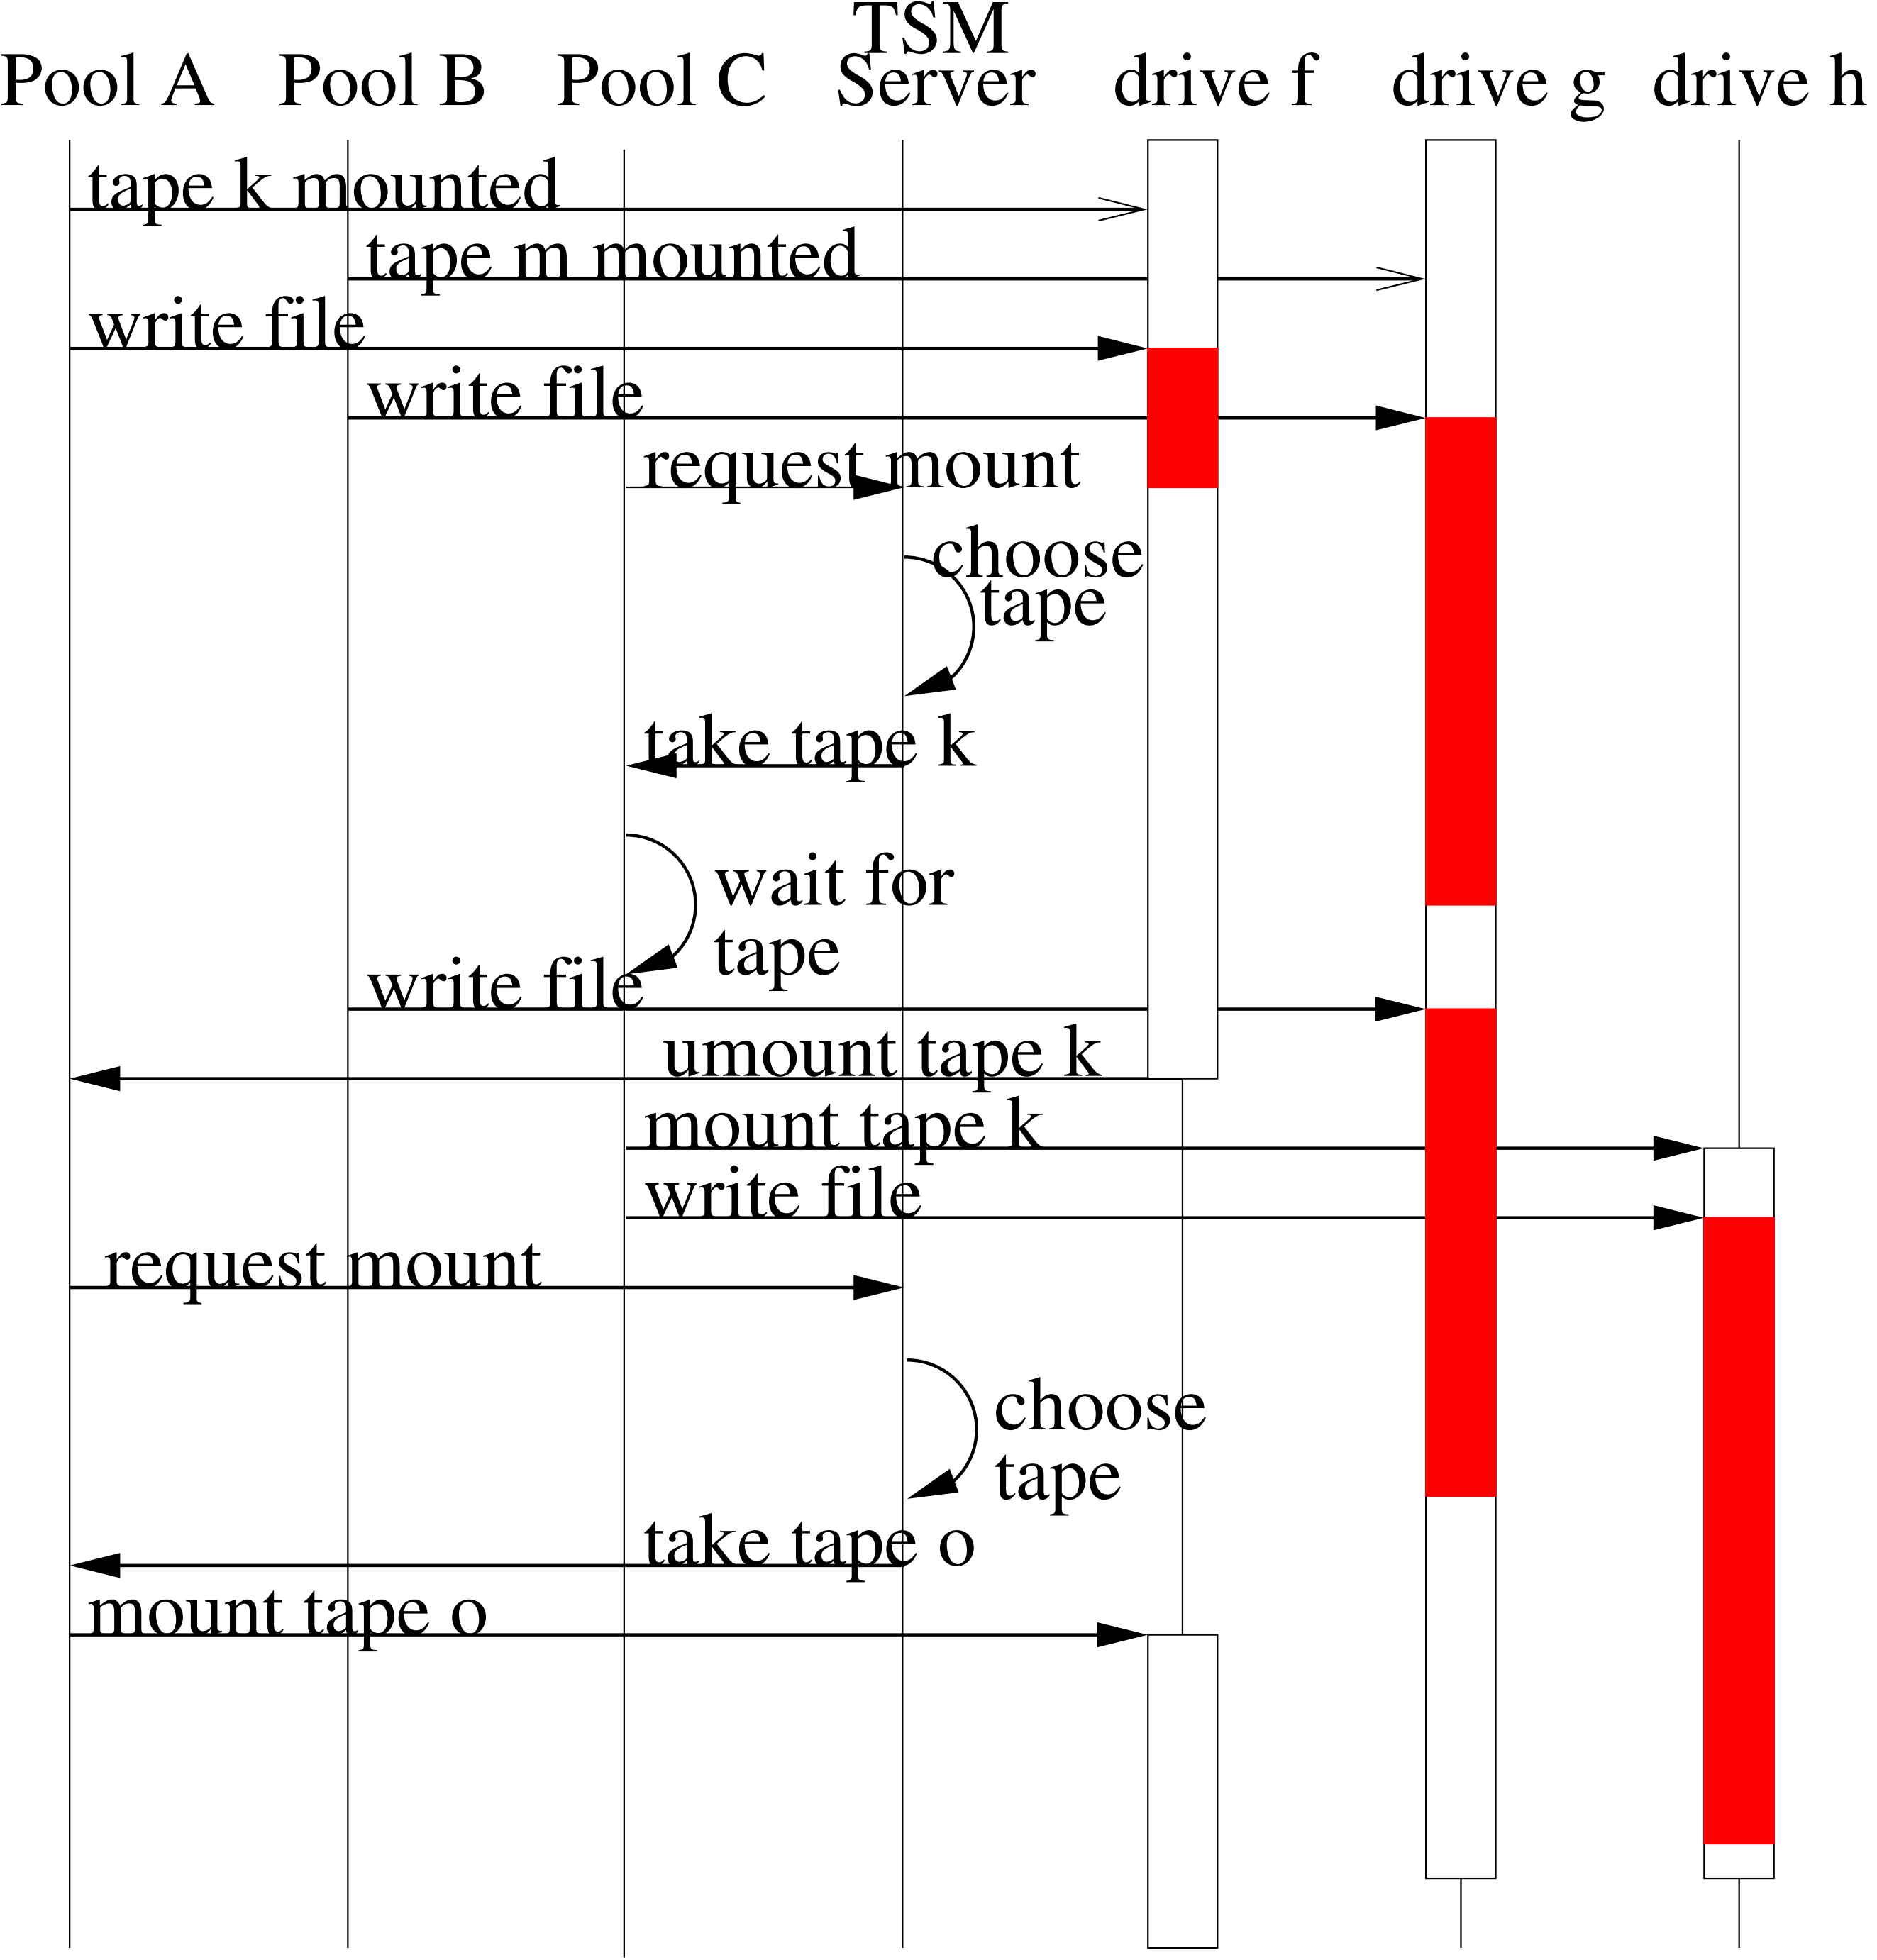 Pool A Pool B Pool C TSM Server drive f drive g drive h
tape k mounted
tape m mounted
write file
write file
request mount
choose
tape
take tape k
wait for
tape
write file
umount tape k
mount tape k
write file
request mount
choose
tape
take tape o
mount tape o